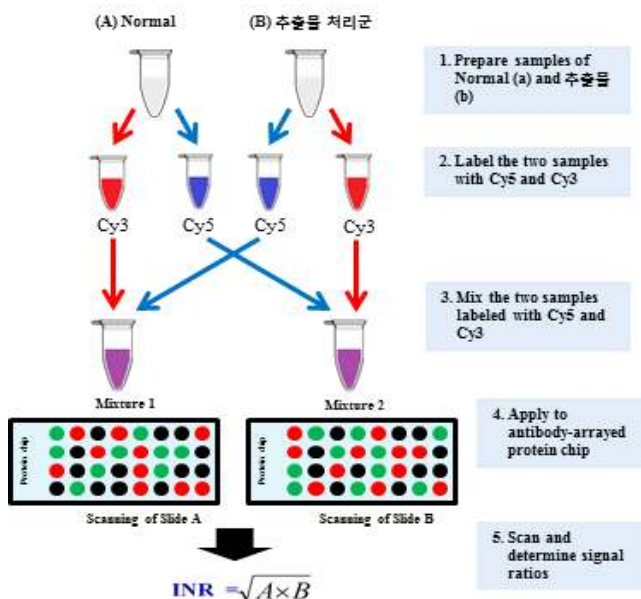 (A) Normal
(B) 추출물 처리군
1. Prepare samples of
Normal (a) and 추출물
(b)
2. Label the two samples
with Cy5 and Cy3
Cy3
Cy5
Cy5
Cy3
3. Mix the two samples
labeled with Cy5 and
Cy3
Mixture 1
Mixture 2
4. Apply to
antibody-arrayed
protein chip
Protein chip
Protein chip
Scanning of Slide A
Scanning of Slide B
5. Scan and
determine signal
ratios
INR =√A×B